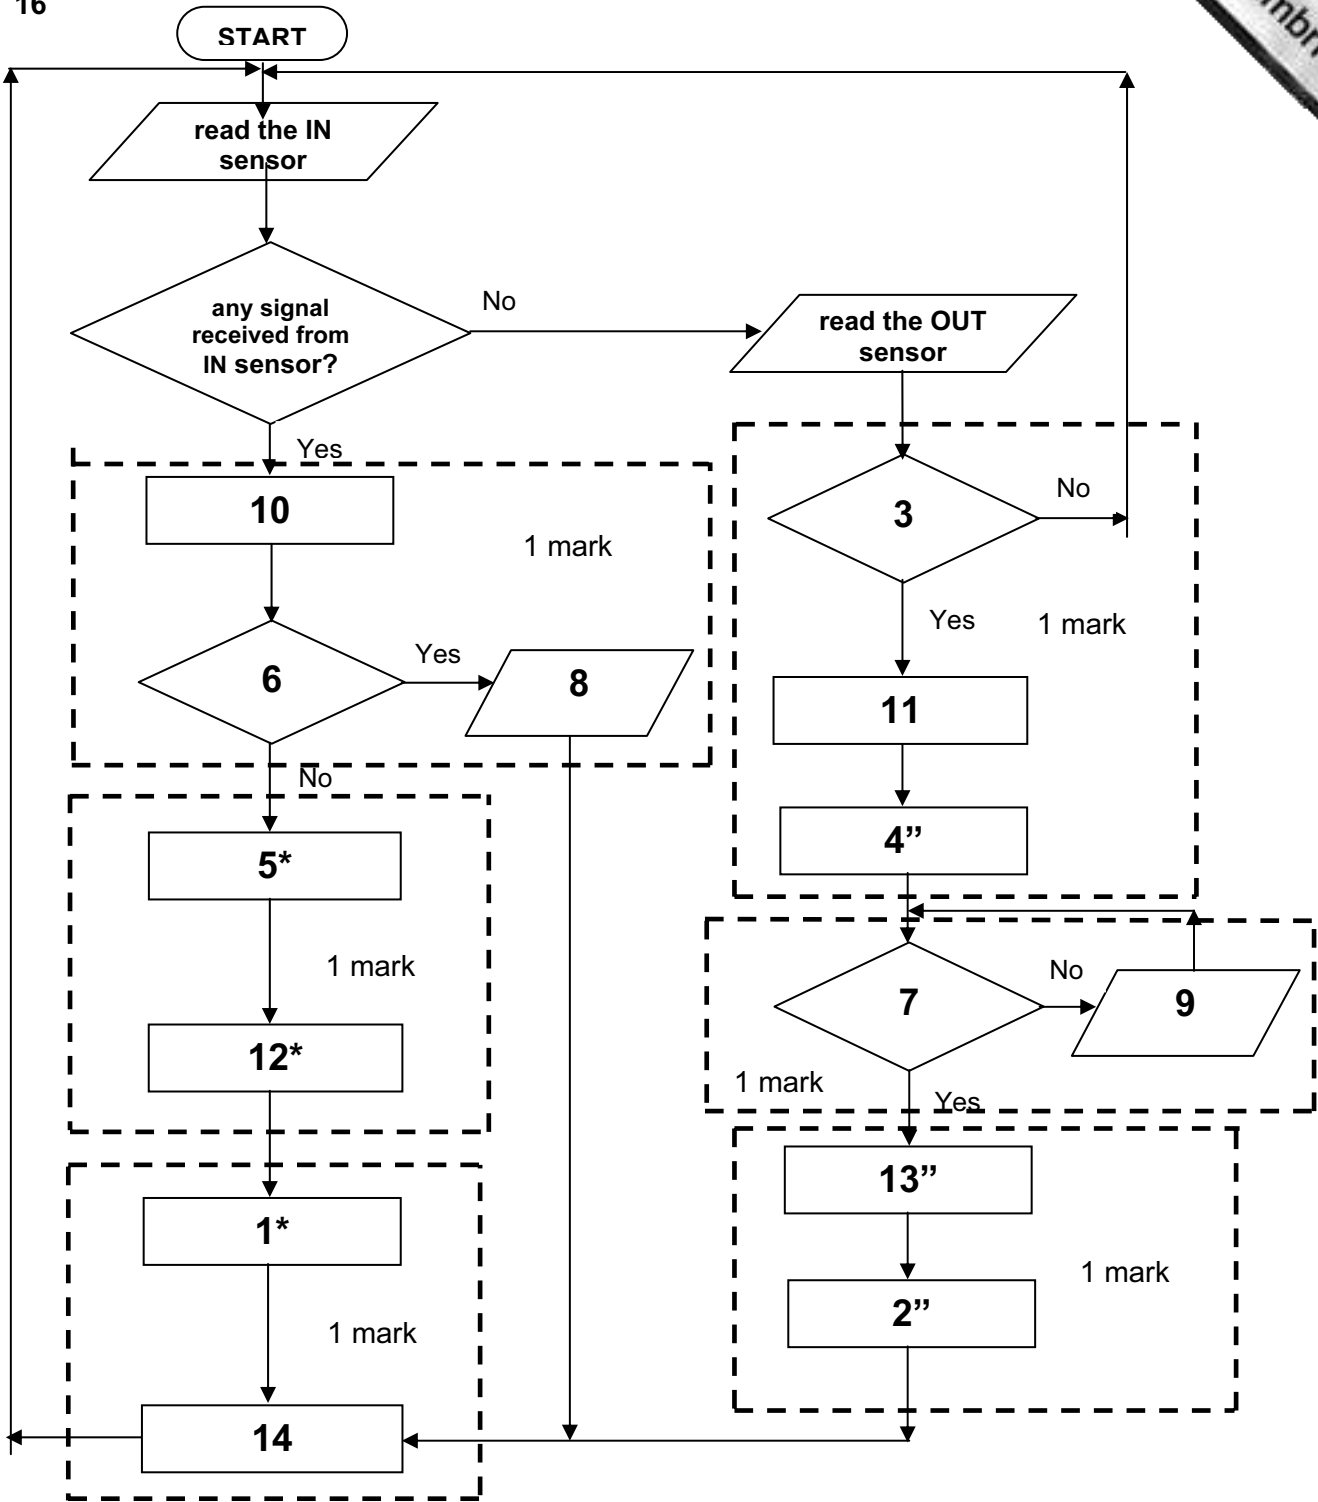 16
START
read the IN
sensor
any signal
received from
IN sensor?
No
read the OUT
sensor
Yes
10
1 mark
3
No
6
Yes
8
Yes
1 mark
11
No
4”
5*
1 mark
12*
7
No
9
1 mark
Yes
1*
1 mark
14
13”
1 mark
2”